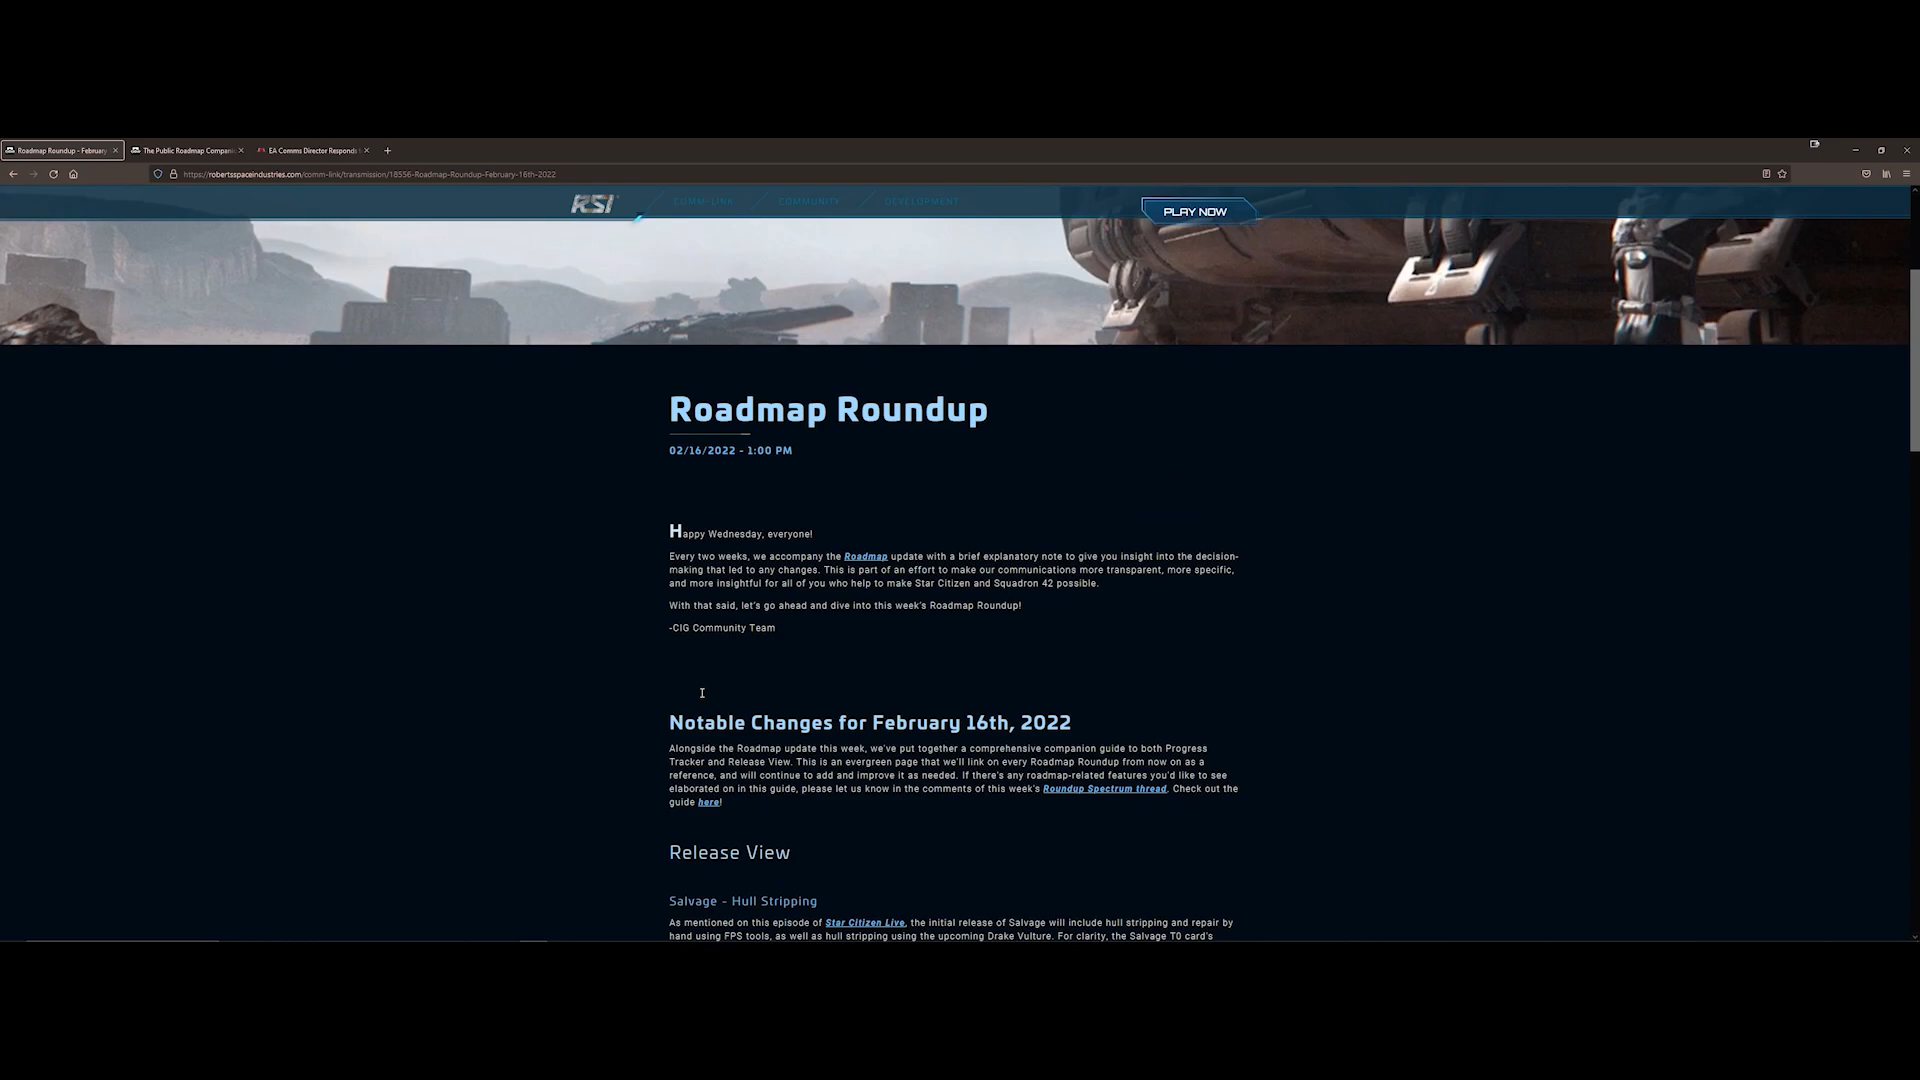 Roadmap Roundup - February
The Public Roadmap Compani
EA Comms Director Responds t
https://robertsspaceindustries.com/comm-link/transmission/18556-Roadmap-Roundup-February-16th-2022
RSI
COMM-LINK
COMMUNITY
DEVELOPMENT
PLAY NOW
Roadmap Roundup
02/16/2022 - 1:00 PM
Happy Wednesday, everyone!
Every two weeks, we accompany the Roadmap update with a brief explanatory note to give you insight into the decision-
making that led to any changes. This is part of an effort to make our communications more transparent, more specific,
and more insightful for all of you who help to make Star Citizen and Squadron 42 possible.
With that said, let's go ahead and dive into this week's Roadmap Roundup!
-CIG Community Team
Notable Changes for February 16th, 2022
Alongside the Roadmap update this week, we've put together a comprehensive companion guide to both Progress
Tracker and Release View. This is an evergreen page that we'll link on every Roadmap Roundup from now on as a
reference, and will continue to add and improve it as needed. If there's any roadmap-related features you'd like to see
elaborated on in this guide, please let us know in the comments of this week's Roundup Spectrum thread. Check out the
guide here!
Release View
Salvage - Hull Stripping
As mentioned on this episode of Star Citizen Live, the initial release of Salvage will include hull stripping and repair by
hand using FPS tools, as well as hull stripping using the upcoming Drake Vulture. For clarity, the Salvage T0 card's